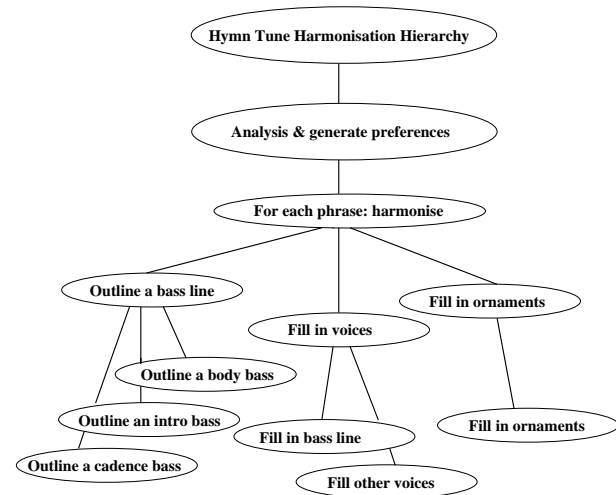 Hymn Tune Harmonisation Hierarchy
Analysis & generate preferences
For each phrase: harmonise
Outline a bass line
Fill in voices
Fill in ornaments
Outline a body bass
Outline an intro bass
Outline a cadence bass
Fill in bass line
Fill other voices
Fill in ornaments